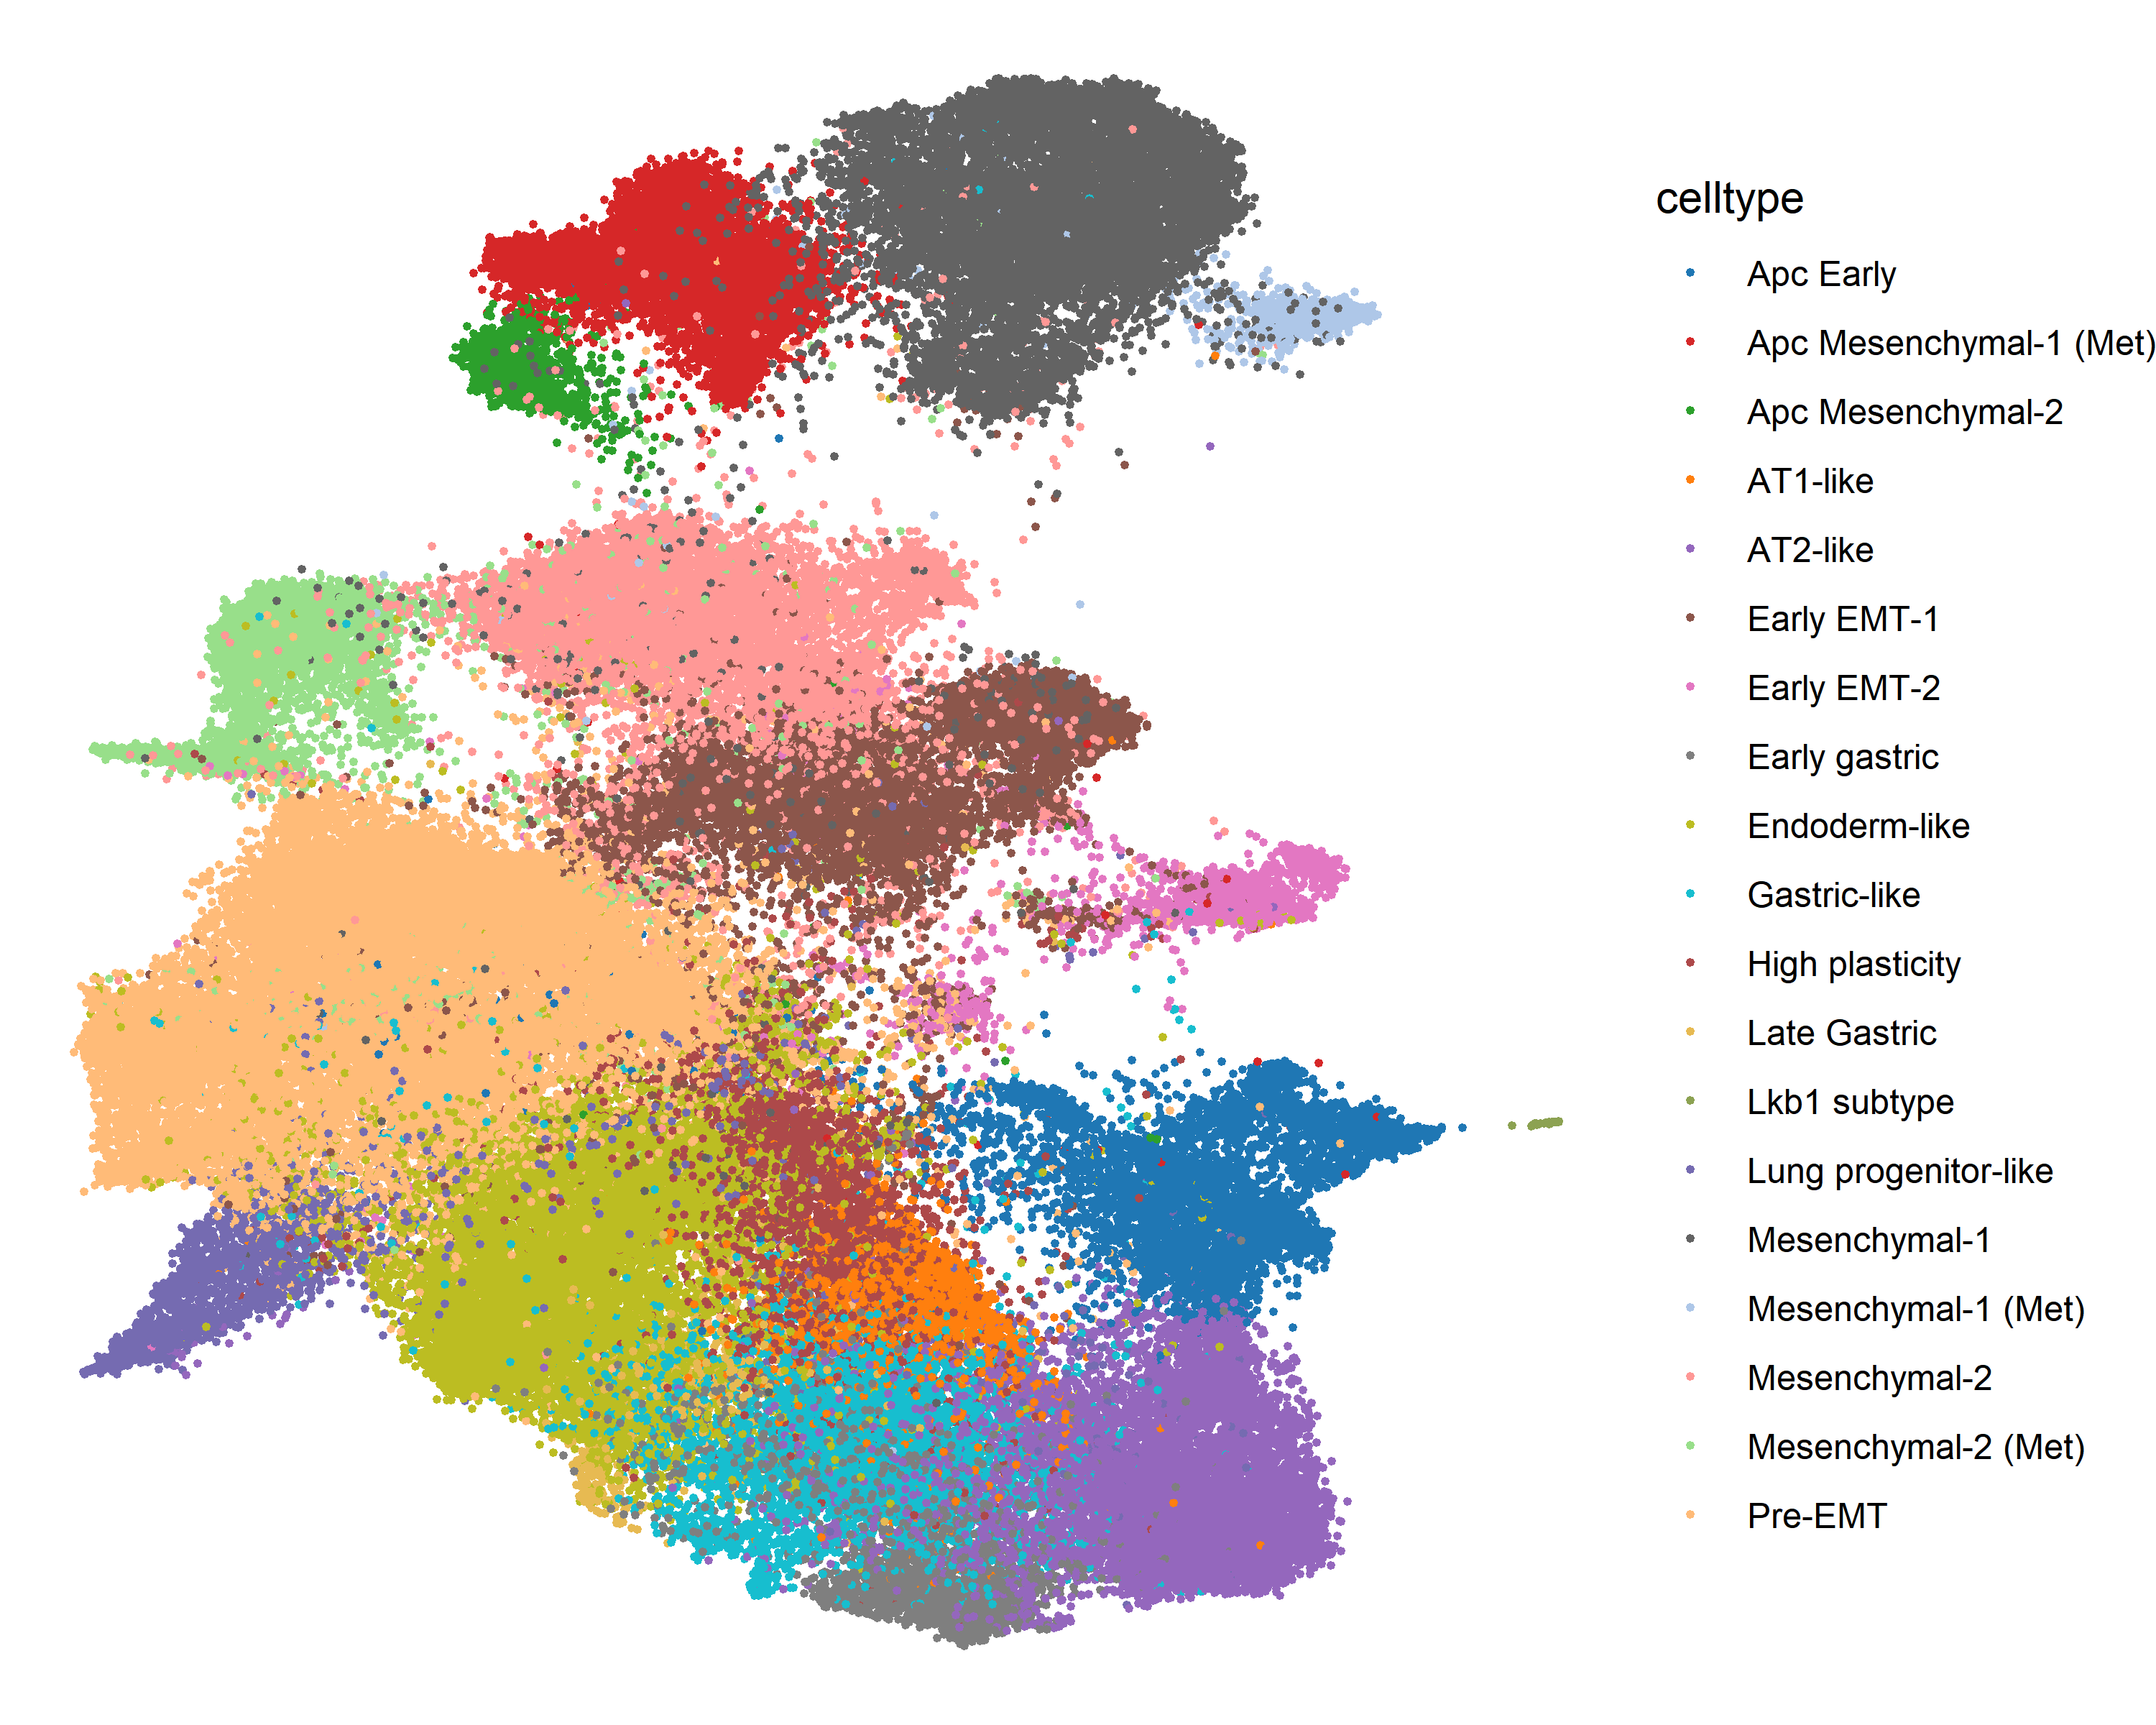 celltype
Apc Early
Apc Mesenchymal-1 (Met)
Apc Mesenchymal-2
AT1-like
AT2-like
Early EMT-1
Early EMT-2
Early gastric
Endoderm-like
Gastric-like
High plasticity
Late Gastric
Lkb1 subtype
Lung progenitor-like
Mesenchymal-1
Mesenchymal-1 (Met)
Mesenchymal-2
Mesenchymal-2 (Met)
Pre-EMT